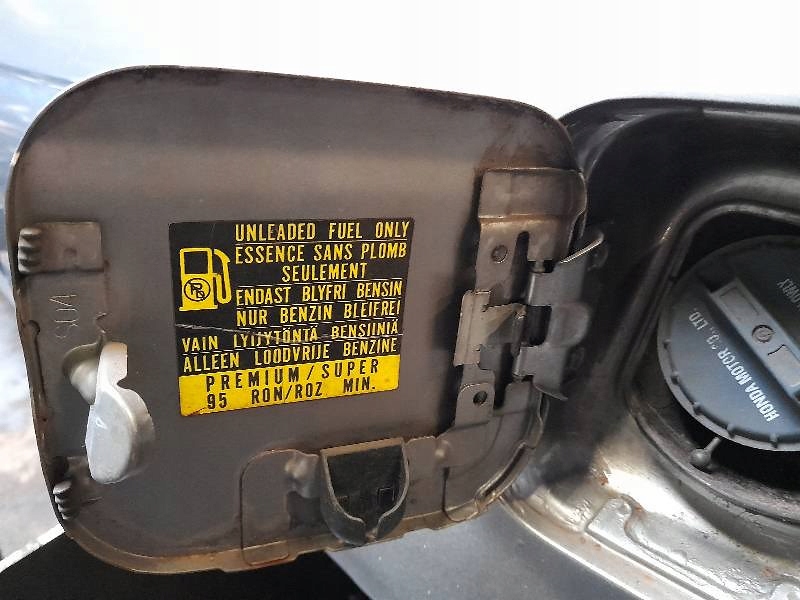 UNLEADED FUEL ONLY
ESSENCE SANS PLOMB
SEULEMENT
ENDAST BLYFRI BENSIN
NUR BENZIN BLEIFREI
VAIN LYIJYTÖNTÄ BENSIINIÄ
ALLEEN LOODVRIJE BENZINE
PREMIUM/SUPER
95 RON/ROZ MIN.
S04
HONDA MOTOR CO., LTD.